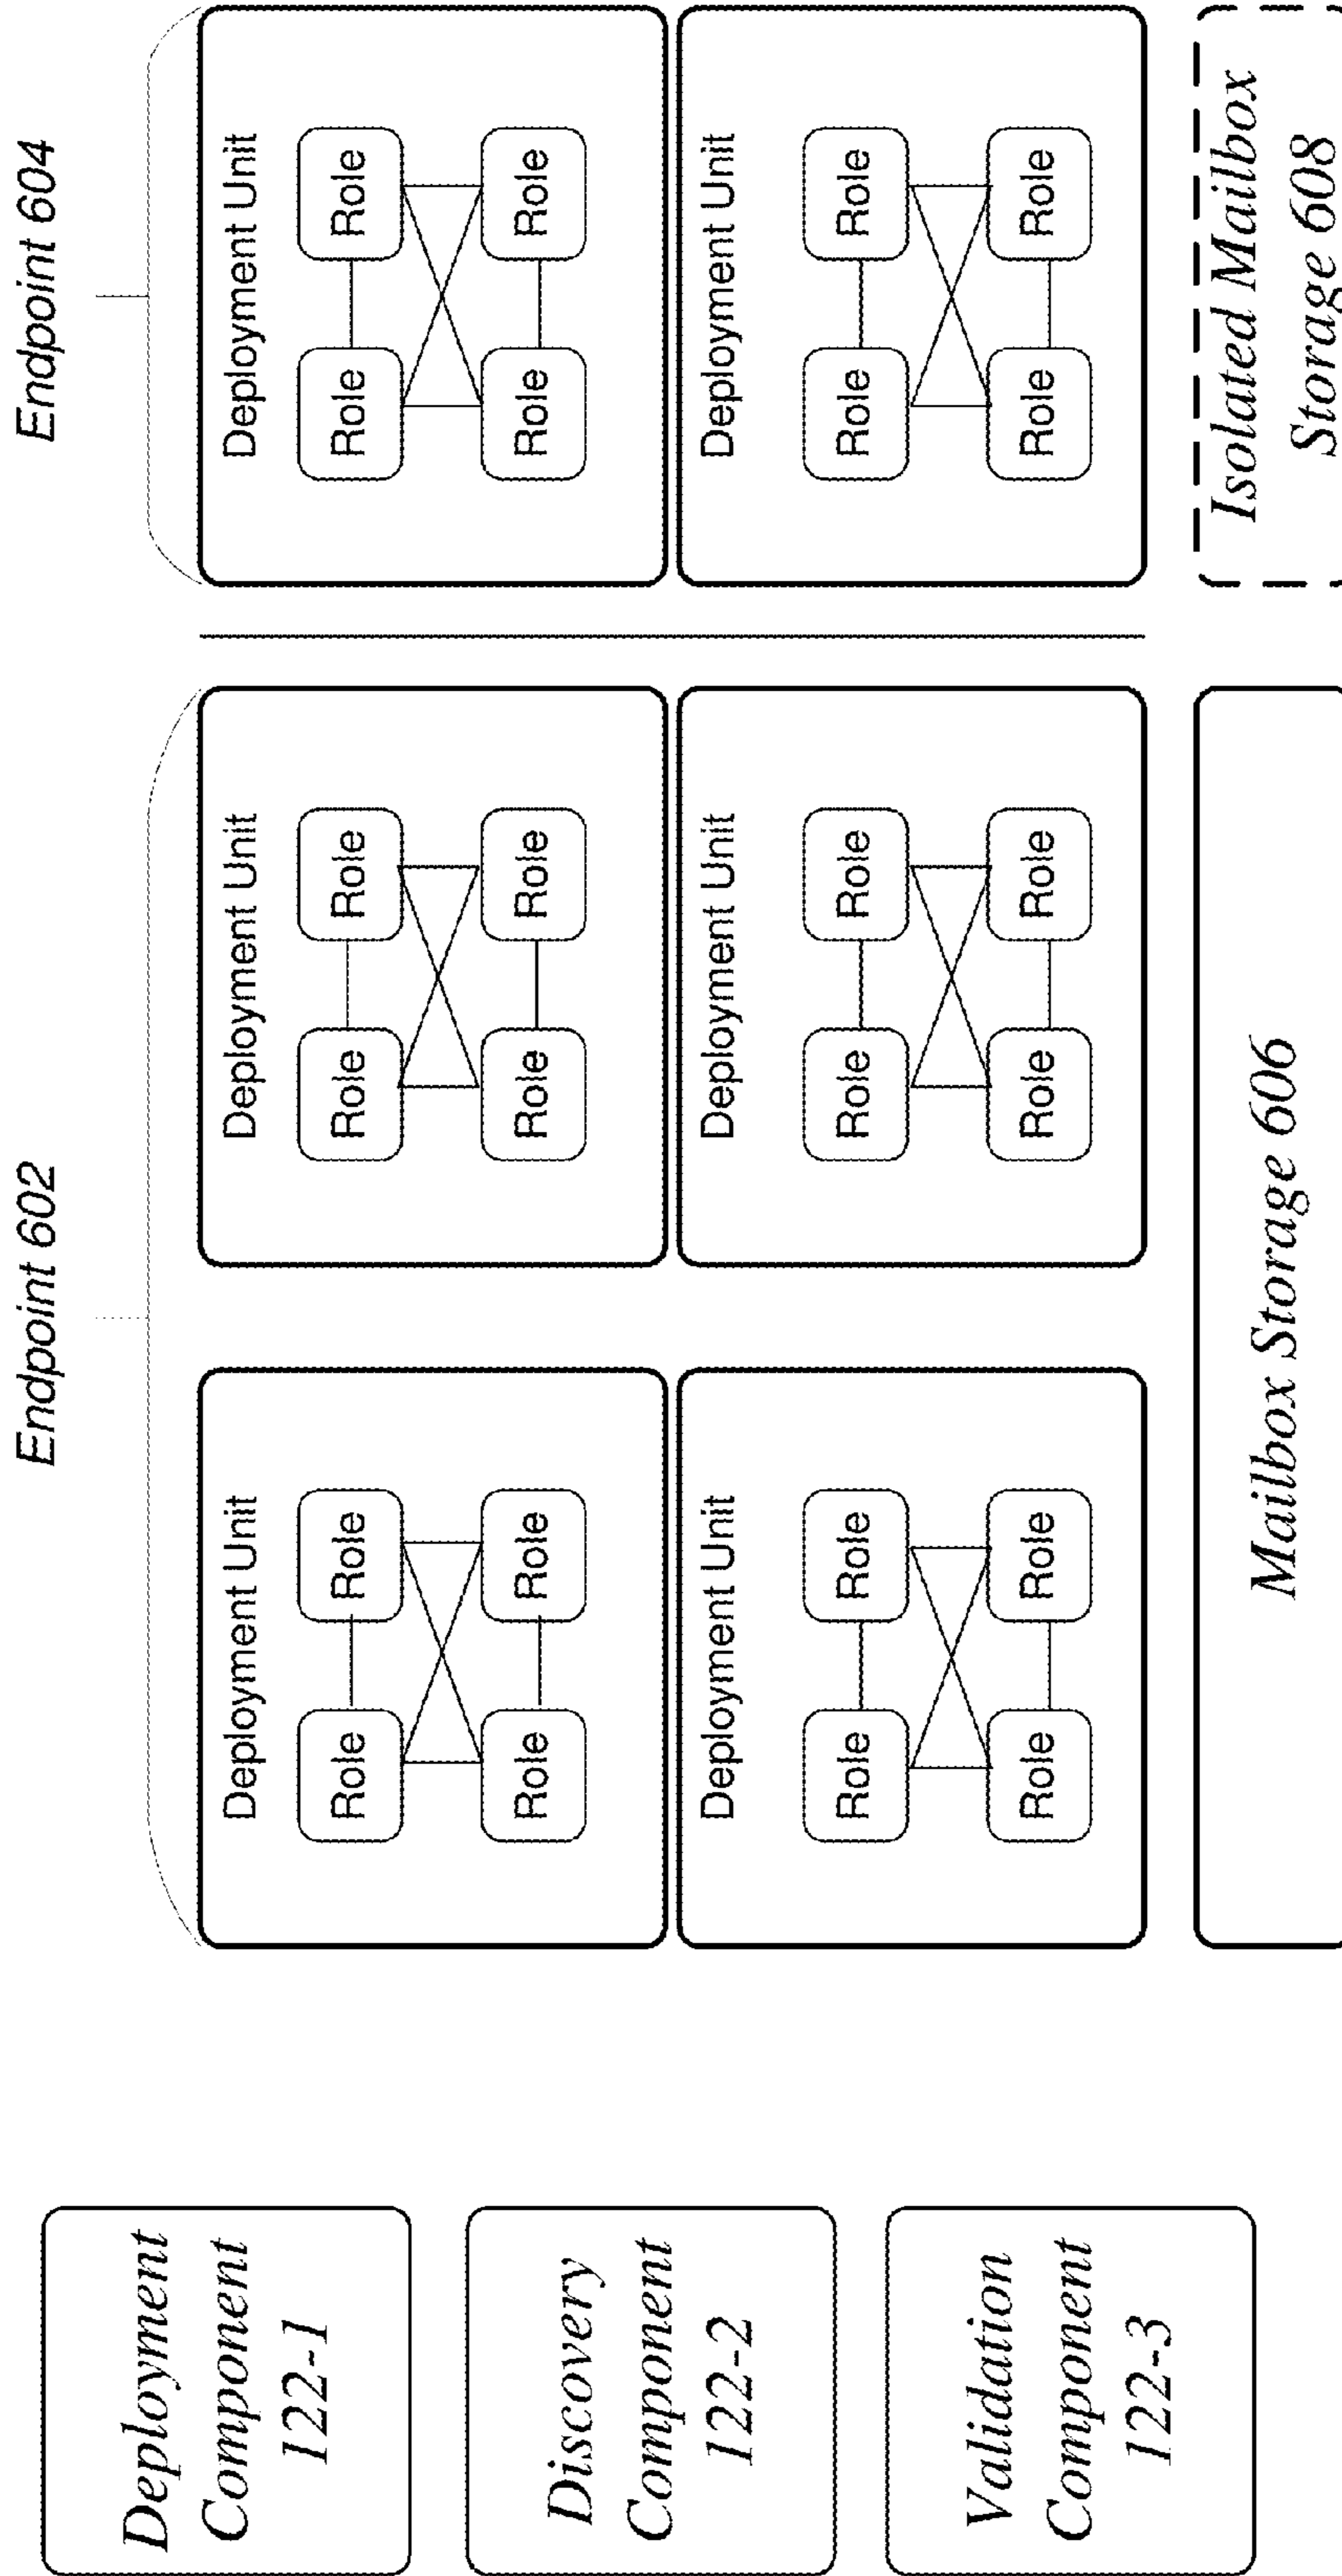 Endpoint 602
Endpoint 604
Deployment
Component
122-1
Discovery
Component
122-2
Validation
Component
122-3
Deployment Unit
Role
Role
Role
Role
Deployment Unit
Role
Role
Role
Role
Deployment Unit
Role
Role
Role
Role
Deployment Unit
Role
Role
Role
Role
Deployment Unit
Role
Role
Role
Role
Deployment Unit
Role
Role
Role
Role
Mailbox Storage 606
Isolated Mailbox
Storage 608